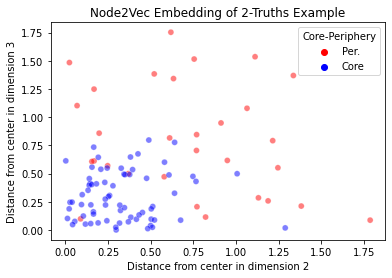 Node2Vec Embedding of 2-Truths Example
Core-Periphery
Per.
Core
Distance from center in dimension 3
1.75
1.50
1.25
1.00
0.75
0.50
0.25
0.00
0.00 0.25 0.50 0.75 1.00 1.25 1.50 1.75
Distance from center in dimension 2